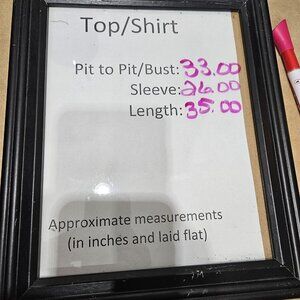 Top/Shirt
Pit to Pit/Bust: 33.00
Sleeve: 26.00
Length: 35.00
Approximate measurements
(in inches and laid flat)